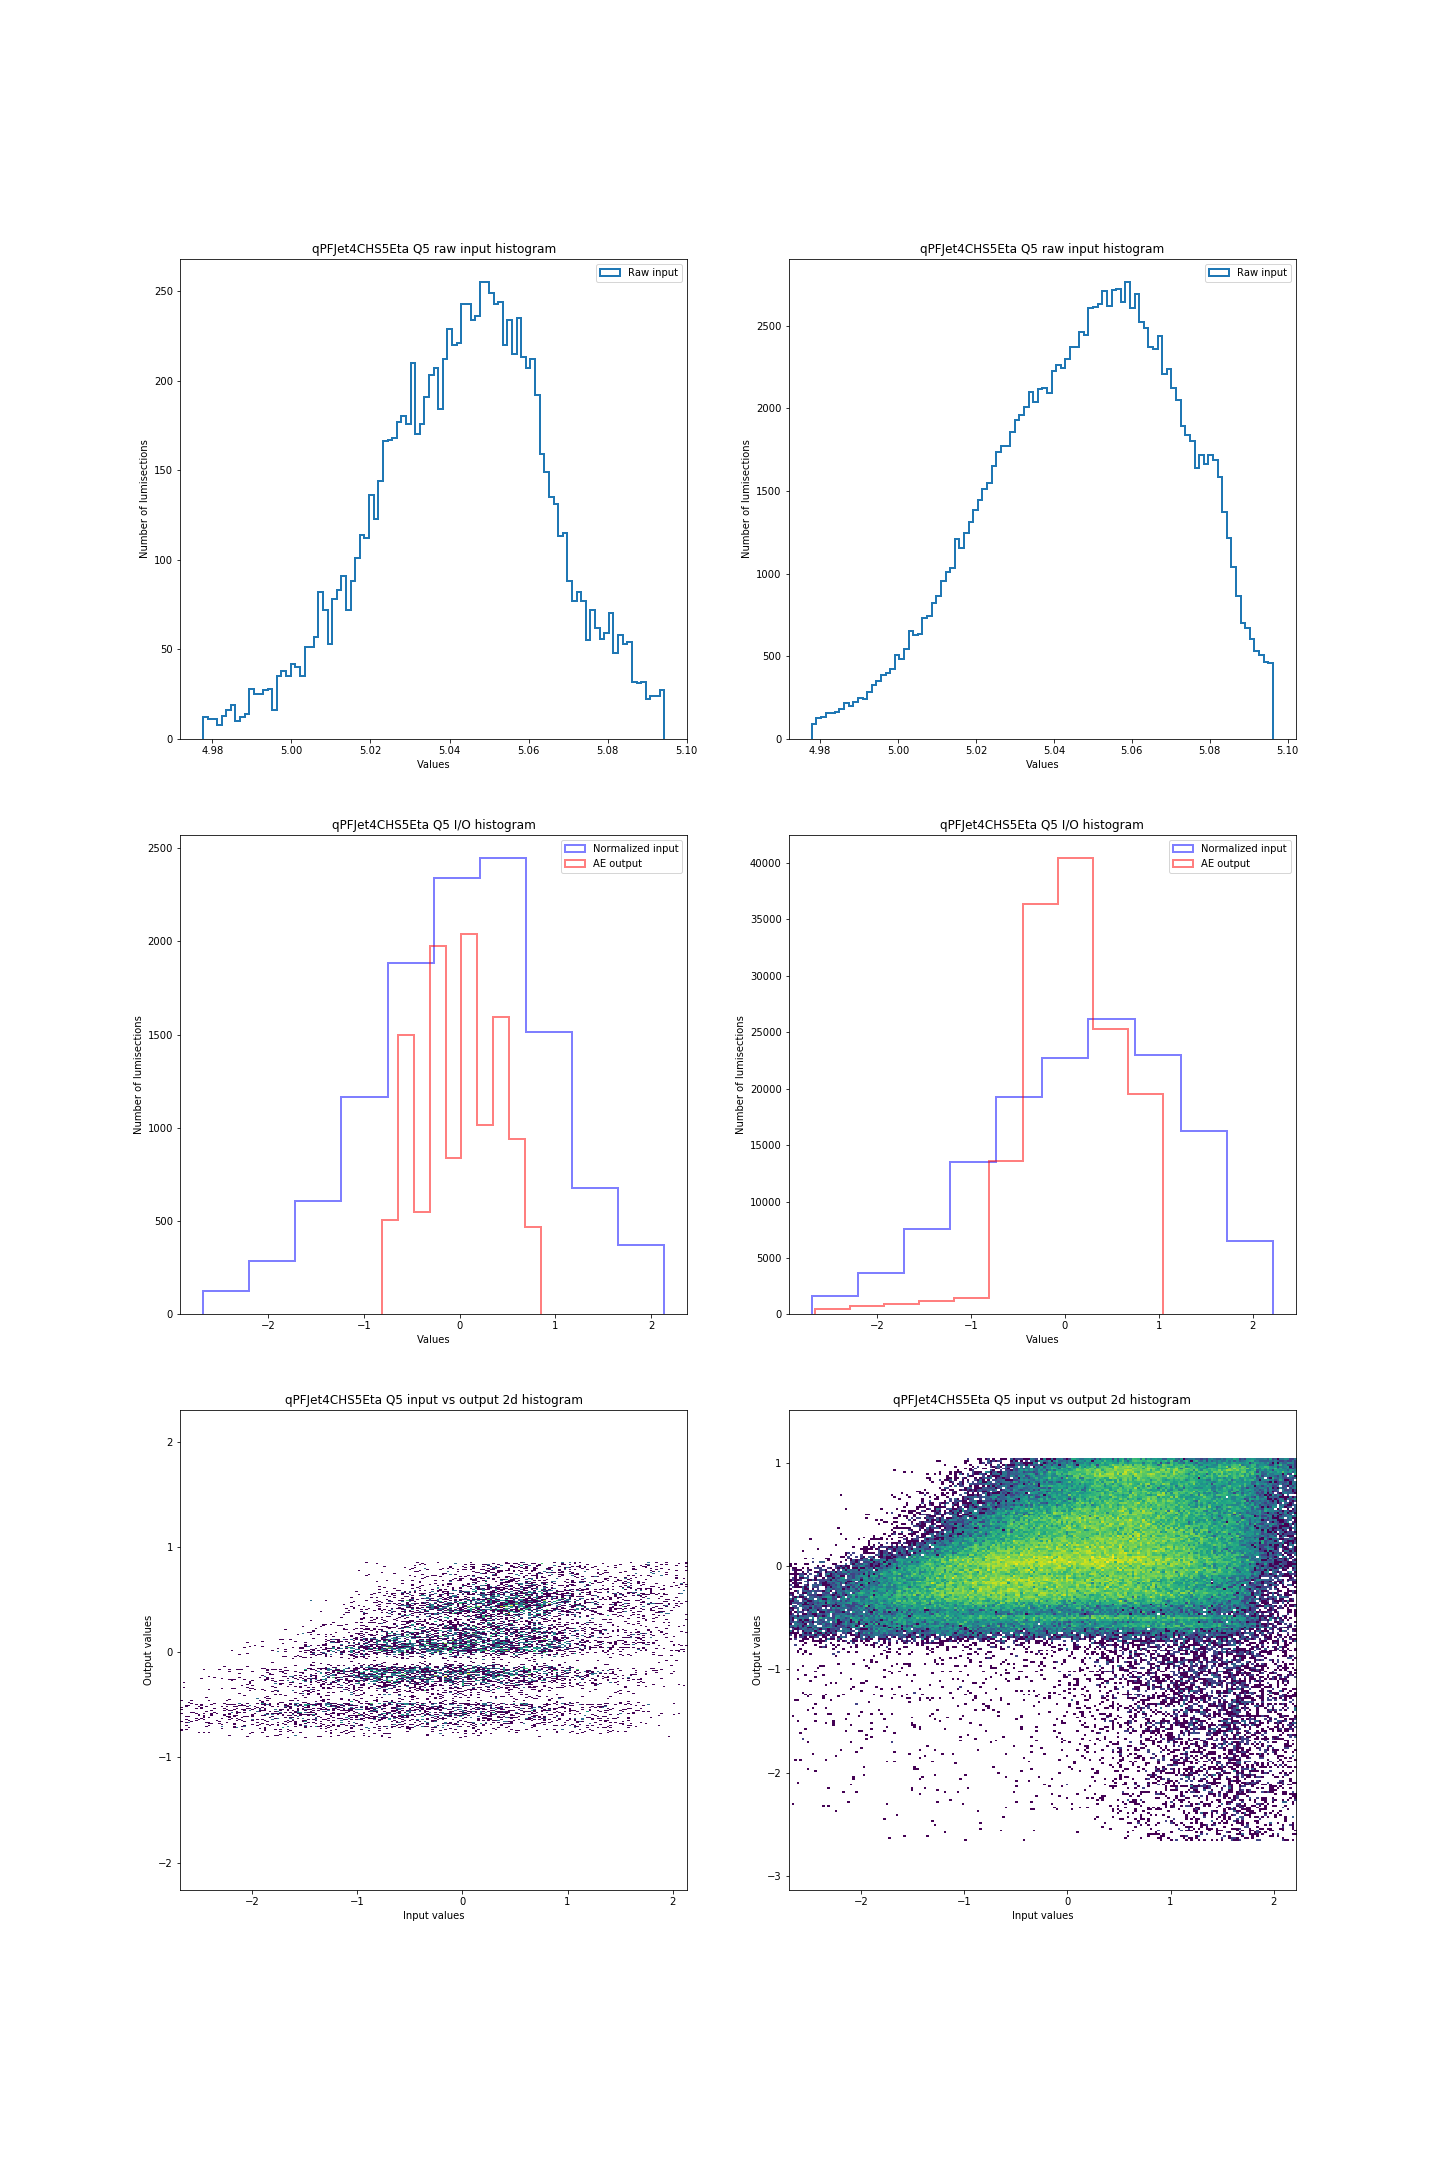 qPFJet4CHS5Eta Q5 raw input histogram
Raw input
250
200
150
100
50
0
Number of lumisections
4.98 5.00 5.02 5.04 5.06 5.08 5.10
Values
qPFJet4CHS5Eta Q5 raw input histogram
Raw input
2500
2000
1500
1000
500
0
Number of lumisections
4.98 5.00 5.02 5.04 5.06 5.08 5.10
Values
qPFJet4CHS5Eta Q5 I/O histogram
Normalized input
AE output
2500
2000
1500
1000
500
0
Number of lumisections
−2 −1 0 1 2
Values
qPFJet4CHS5Eta Q5 I/O histogram
Normalized input
AE output
40000
35000
30000
25000
20000
15000
10000
5000
0
Number of lumisections
−2 −1 0 1 2
Values
qPFJet4CHS5Eta Q5 input vs output 2d histogram
2
1
0
−1
−2
Output values
−2 −1 0 1 2
Input values
qPFJet4CHS5Eta Q5 input vs output 2d histogram
1
0
−1
−2
−3
Output values
−2 −1 0 1 2
Input values